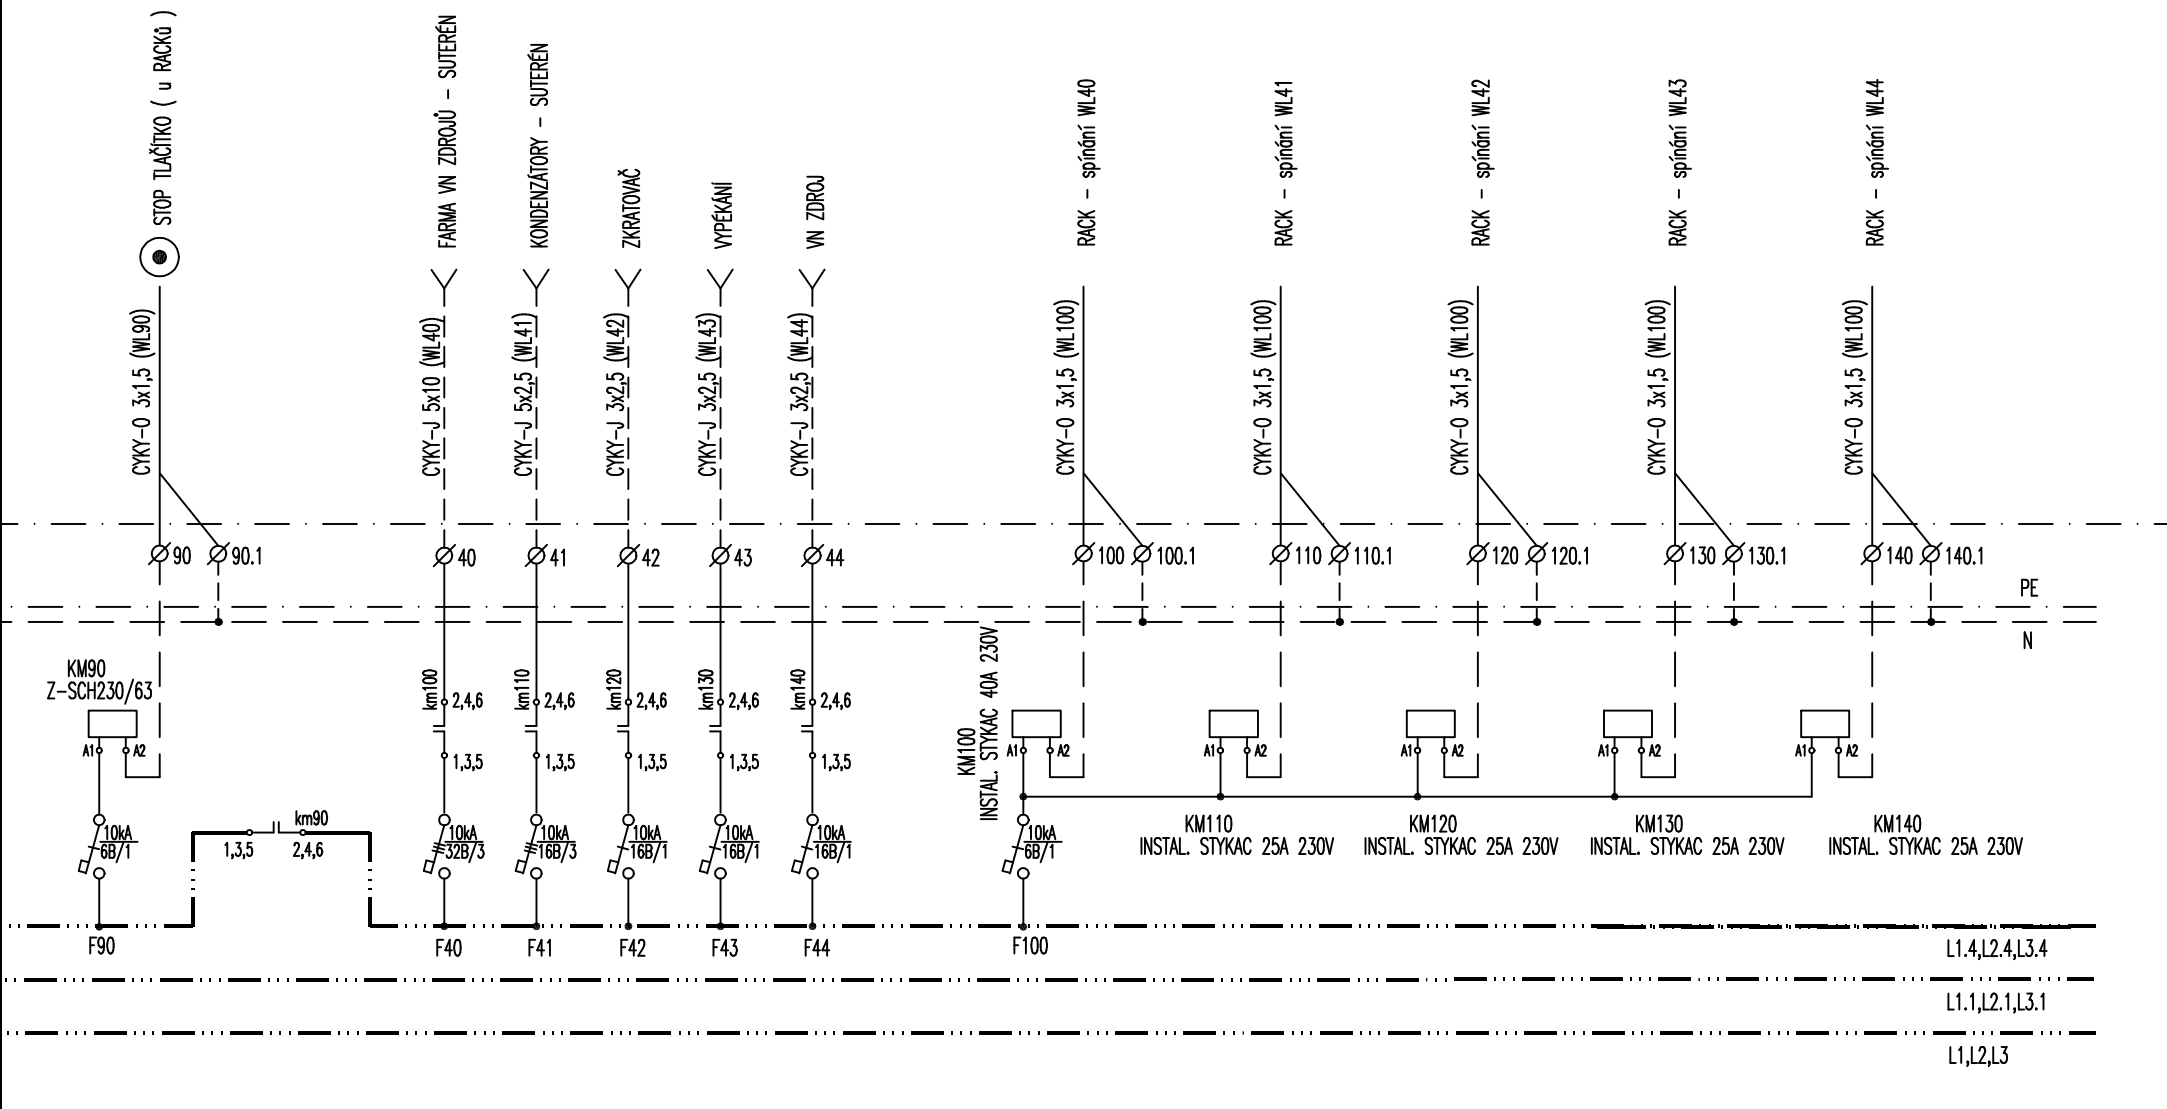 STOP TLAČÍTKO ( u RACKů )
FARMA VN ZDROJŮ - SUTERÉN
KONDENZÁTORY - SUTERÉN
ZKRATOVAČ
VYPÉKÁNÍ
VN ZDROJ
RACK - spínání WL40
RACK - spínání WL41
RACK - spínání WL42
RACK - spínání WL43
RACK - spínání WL44
CYKY-O 3x1,5 (WL90)
CYKY-J 5x10 (WL40)
CYKY-J 5x2,5 (WL41)
CYKY-J 3x2,5 (WL42)
CYKY-J 3x2,5 (WL43)
CYKY-J 3x2,5 (WL44)
CYKY-O 3x1,5 (WL100)
CYKY-O 3x1,5 (WL100)
CYKY-O 3x1,5 (WL100)
CYKY-O 3x1,5 (WL100)
CYKY-O 3x1,5 (WL100)
90
90.1
40
41
42
43
44
100
100.1
110
110.1
120
120.1
130
130.1
140
140.1
PE
N
KM90
Z-SCH230/63
A1
A2
km100
2,4,6
1,3,5
km110
2,4,6
1,3,5
km120
2,4,6
1,3,5
km130
2,4,6
1,3,5
km140
2,4,6
1,3,5
KM100
INSTAL. STYKAC 40A 230V
A1
A2
A1
A2
A1
A2
A1
A2
A1
A2
10kA
6B/1
km90
1,3,5
2,4,6
10kA
32B/3
10kA
16B/3
10kA
16B/1
10kA
16B/1
10kA
16B/1
10kA
6B/1
KM110
INSTAL. STYKAC 25A 230V
KM120
INSTAL. STYKAC 25A 230V
KM130
INSTAL. STYKAC 25A 230V
KM140
INSTAL. STYKAC 25A 230V
F90
F40
F41
F42
F43
F44
F100
L1.4,L2.4,L3.4
L1.1,L2.1,L3.1
L1,L2,L3